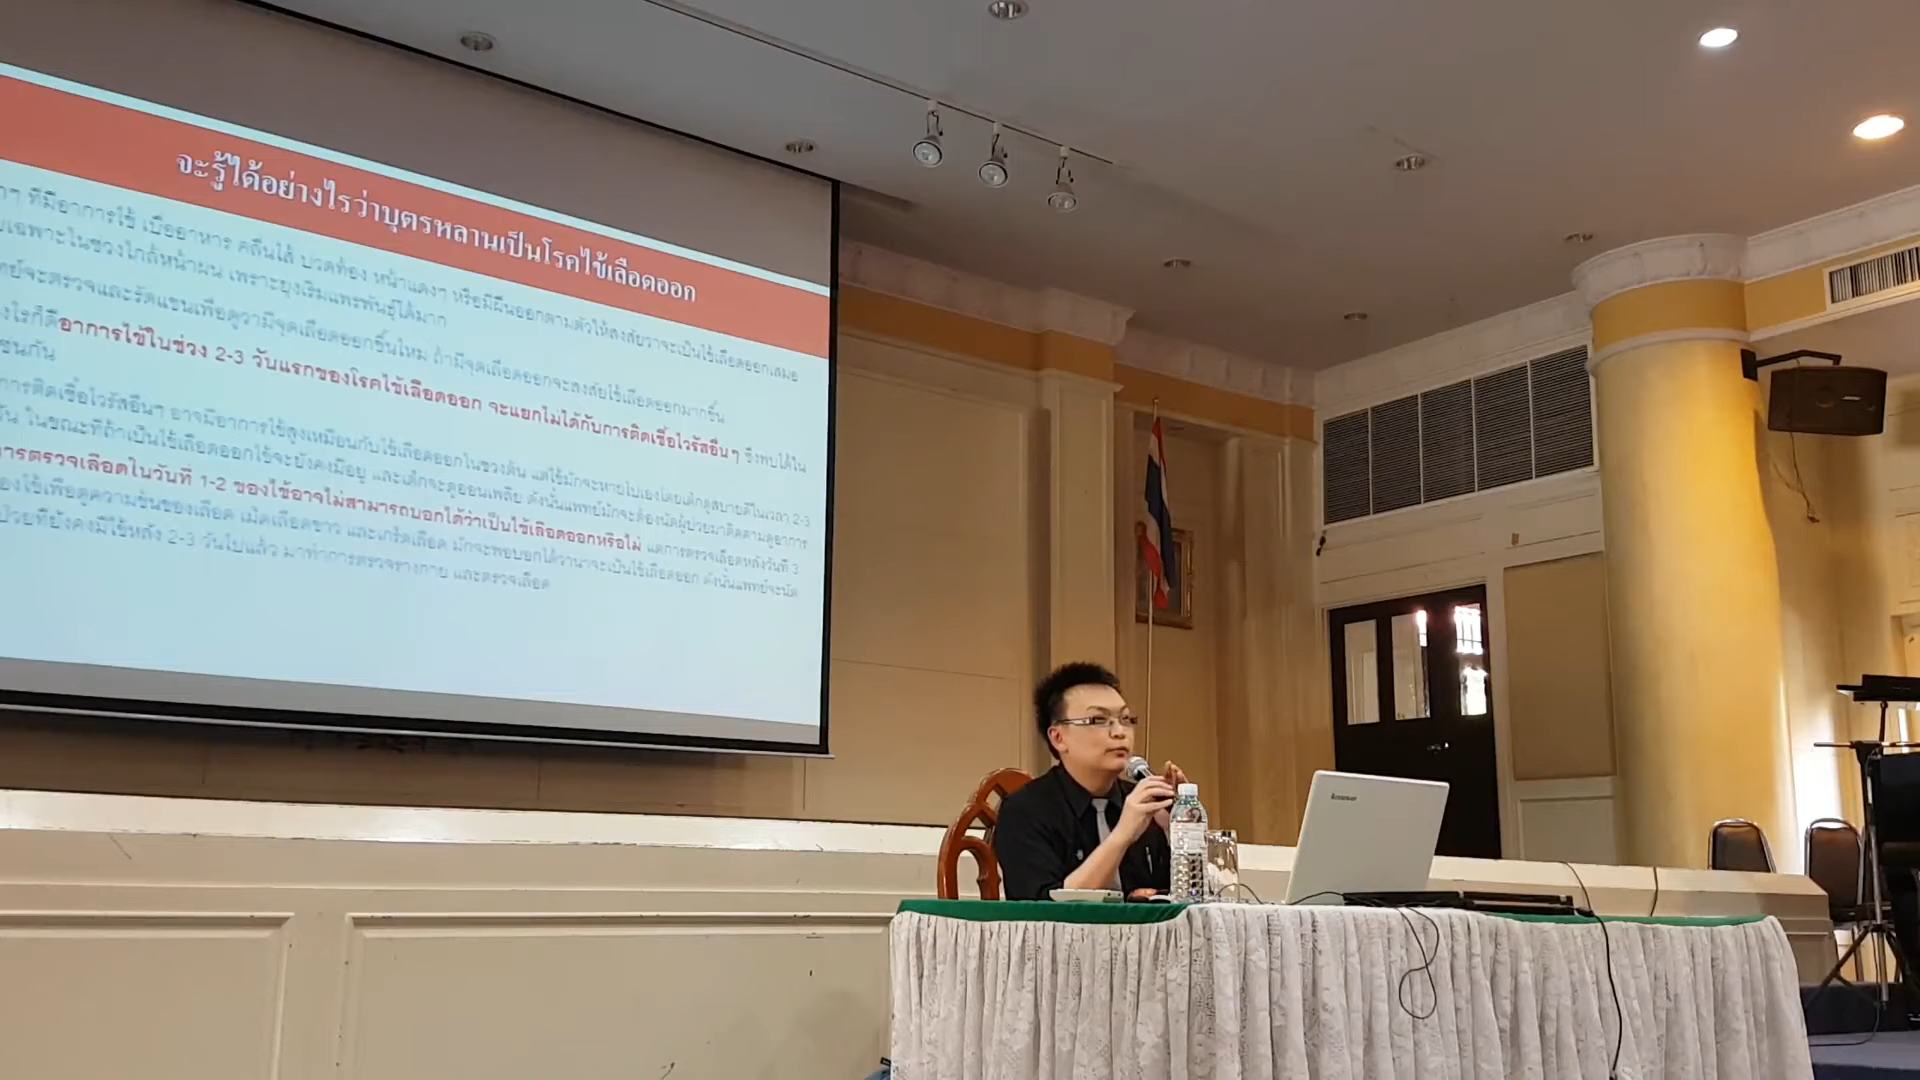 จะรู้ได้อย่างไรว่าบุตรหลานเป็นโรคไข้เลือดออก
ที่มีอาการไข้ เบื่ออาหาร คลื่นไส้ ปวดท้อง หน้าแดงๆ หรือมีผื่นออกตามตัวให้สงสัยว่าจะเป็นไข้เลือดออกเสมอ
เฉพาะในช่วงใกล้หน้าฝน เพราะยุงเริ่มแพร่พันธุ์ได้มาก
จะตรวจและรัดแขนเพื่อดูว่ามีจุดเลือดออกขึ้นไหม ถ้ามีจุดเลือดออกจะสงสัยไข้เลือดออกมากขึ้น
ไรก็ดีอาการไข้ในช่วง 2-3 วันแรกของโรคไข้เลือดออก จะแยกไม่ได้กับการติดเชื้อไวรัสอื่นๆ ซึ่งพบได้ใน
เช่นกัน
การติดเชื้อไวรัสอื่นๆ อาจมีอาการไข้สูงเหมือนกับไข้เลือดออกในช่วงต้น แต่ไข้มักจะหายไปเองโดยเด็กดูสบายดีในเวลา 2-3
วัน ในขณะที่ถ้าเป็นไข้เลือดออกไข้จะยังคงมีอยู่ และเด็กจะดูอ่อนเพลีย ดังนั้นแพทย์มักจะต้องนัดผู้ป่วยมาติดตามดูอาการ
การตรวจเลือดในวันที่ 1-2 ของไข้อาจไม่สามารถบอกได้ว่าเป็นไข้เลือดออกหรือไม่ แต่การตรวจเลือดหลังวันที่ 3
ของไข้เพื่อดูความข้นของเลือด เม็ดเลือดขาว และเกร็ดเลือด มักจะพอบอกได้ว่าน่าจะเป็นไข้เลือดออก ดังนั้นแพทย์จะนัด
ป่วยที่ยังคงมีไข้หลัง 2-3 วันไปแล้ว มาทำการตรวจร่างกาย และตรวจเลือด
lenovo